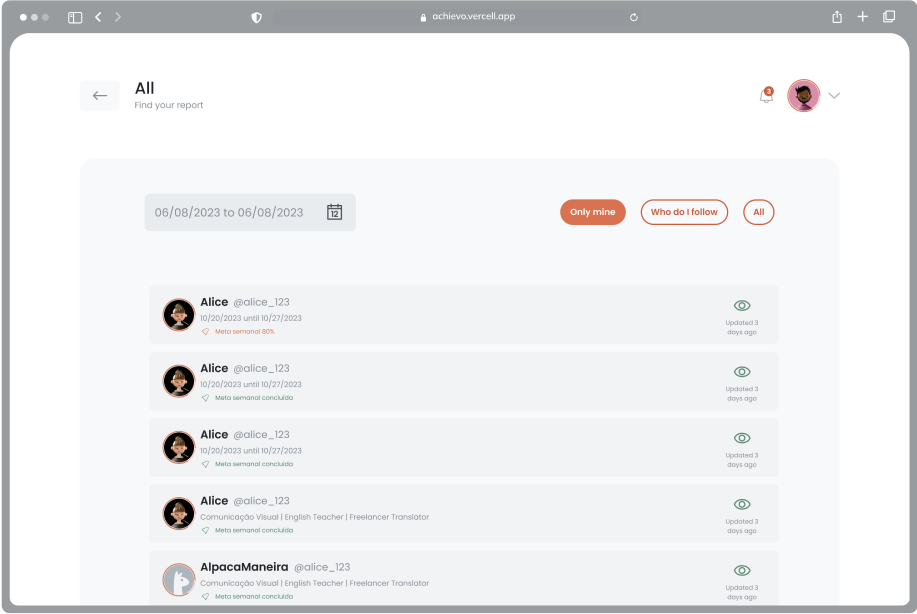 achievo.vercell.app
All
Find your report
3
06/08/2023 to 06/08/2023
12
Only mine
Who do I follow
All
Alice @alice_123
10/20/2023 until 10/27/2023
Meta semanal 80%
Updated 3
days ago
Alice @alice_123
10/20/2023 until 10/27/2023
Meta semanal concluída
Updated 3
days ago
Alice @alice_123
10/20/2023 until 10/27/2023
Meta semanal concluída
Updated 3
days ago
Alice @alice_123
Comunicação Visual | English Teacher | Freelancer Translator
Meta semanal concluída
Updated 3
days ago
AlpacaManeira @alice_123
Comunicação Visual | English Teacher | Freelancer Translator
Meta semanal concluída
Updated 3
days ago